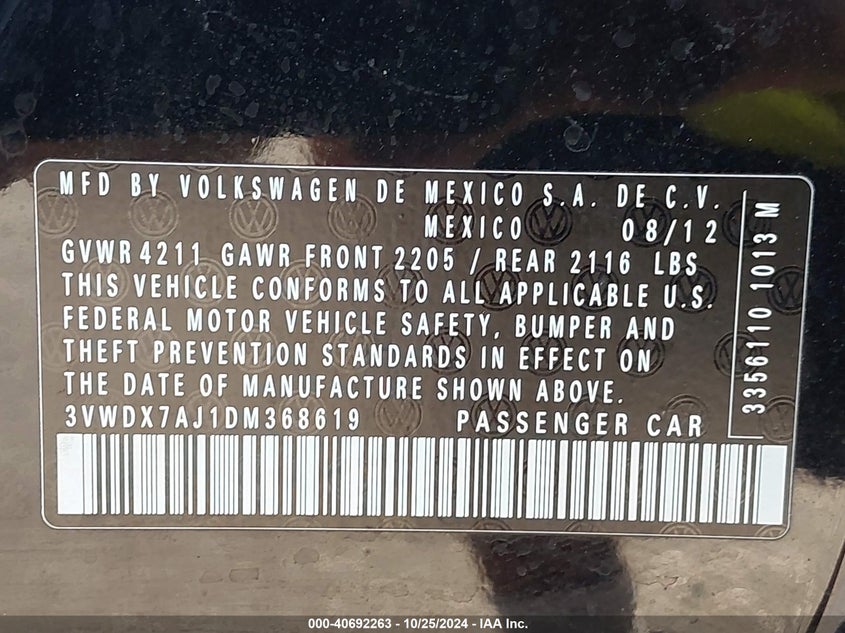 MFD BY VOLKSWAGEN DE MEXICO S.A. DE C.V.
MEXICO 08/12
GVWR 4211 GAWR FRONT 2205 / REAR 2116 LBS
THIS VEHICLE CONFORMS TO ALL APPLICABLE U.S.
FEDERAL MOTOR VEHICLE SAFETY, BUMPER AND
THEFT PREVENTION STANDARDS IN EFFECT ON
THE DATE OF MANUFACTURE SHOWN ABOVE.
3VWDX7AJ1DM368619 PASSENGER CAR
3356110 1013 M
000-40692263 - 10/25/2024 - IAA Inc.